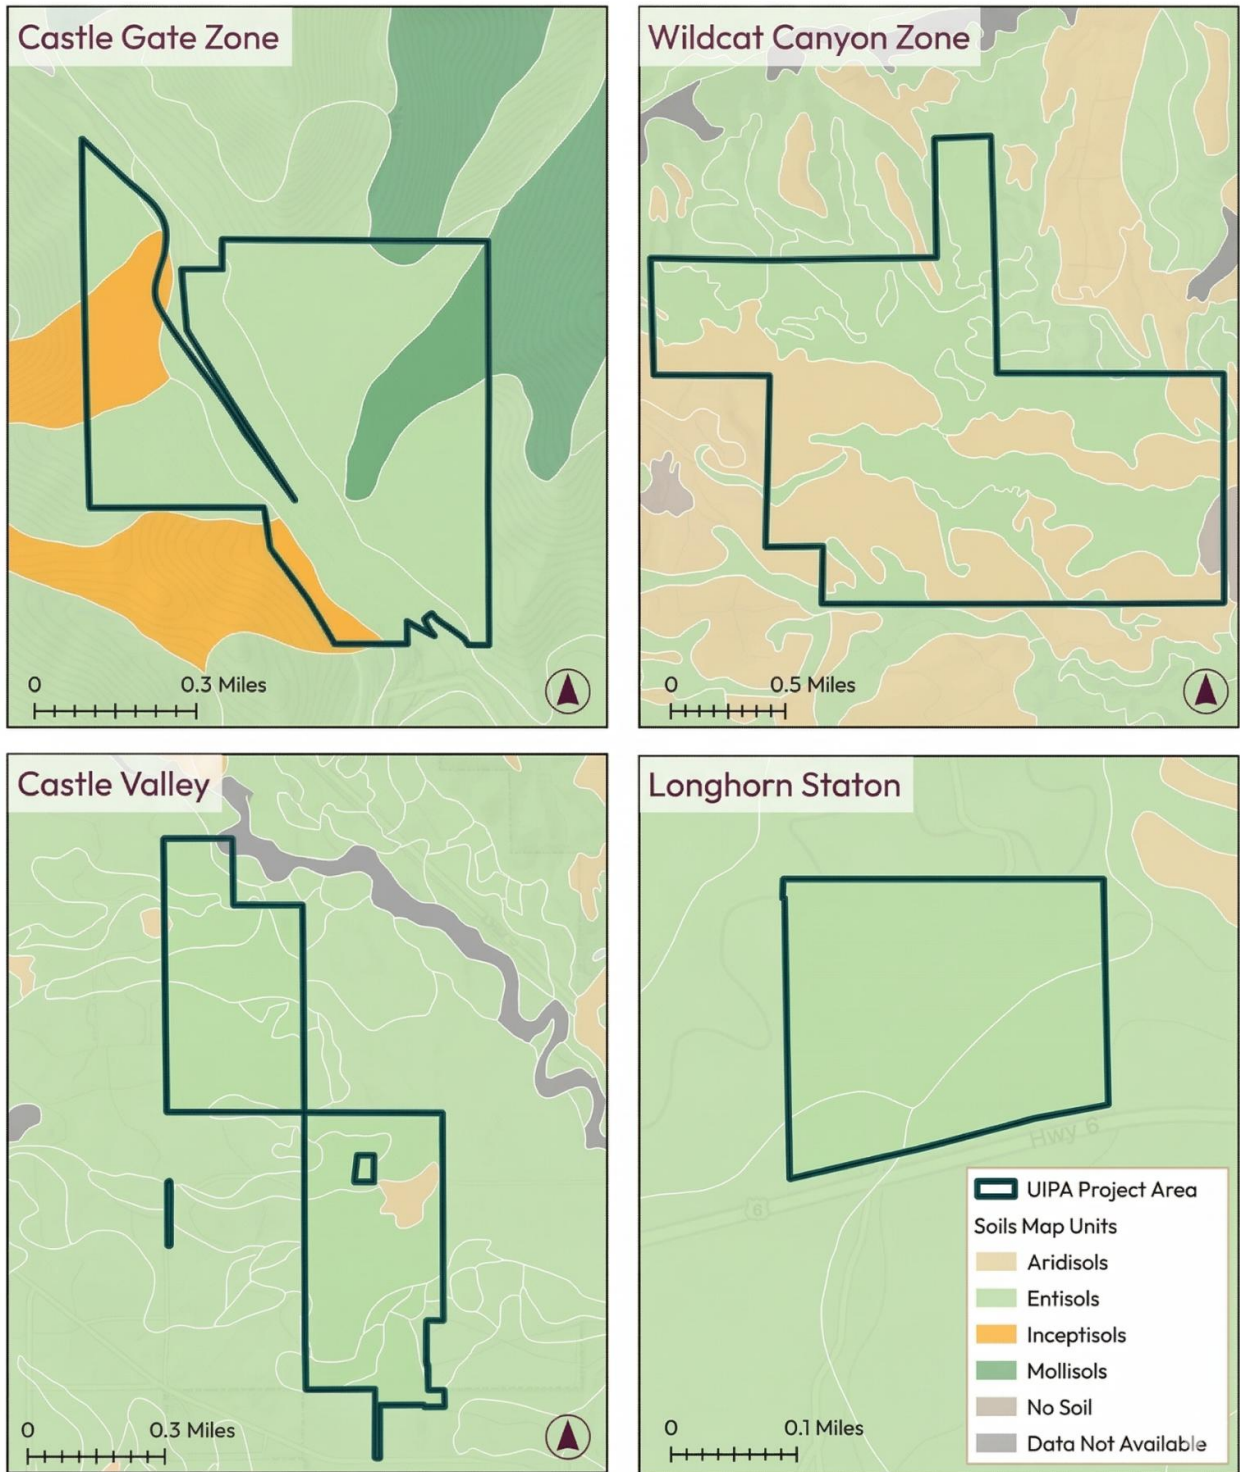 Castle Gate Zone
0 0.3 Miles
Wildcat Canyon Zone
0 0.5 Miles
Castle Valley
0 0.3 Miles
Longhorn Staton
Hwy 6
6
UIPA Project Area
Soils Map Units
Aridisols
Entisols
Inceptisols
Mollisols
No Soil
Data Not Available
0 0.1 Miles